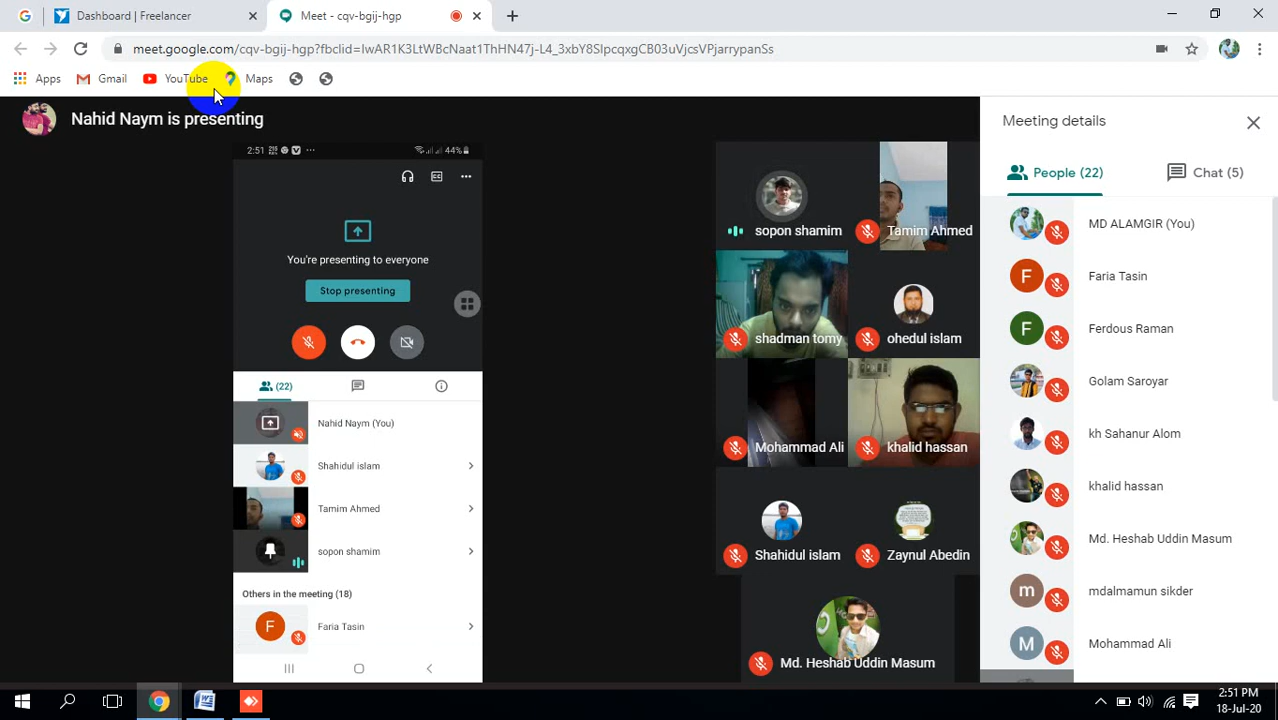 Dashboard | Freelancer
Meet - cqv-bgij-hgp
meet.google.com/cqv-bgij-hgp?fbclid=IwAR1K3LtWBcNaat1ThHN47j-L4_3xbY8SlpcqxgCB03uVjcsVPjarrypanSs
Apps
Gmail
YouTube
Maps
Nahid Naym is presenting
2:51
44%
You're presenting to everyone
Stop presenting
(22)
Nahid Naym (You)
Shahidul islam
Tamim Ahmed
sopon shamim
Others in the meeting (18)
F
Faria Tasin
sopon shamim
Tamim Ahmed
shadman tomy
ohedul islam
Mohammad Ali
khalid hassan
Shahidul islam
Zaynul Abedin
Md. Heshab Uddin Masum
Meeting details
People (22)
Chat (5)
MD ALAMGIR (You)
F
Faria Tasin
F
Ferdous Raman
Golam Saroyar
kh Sahanur Alom
khalid hassan
Md. Heshab Uddin Masum
m
mdalmamun sikder
M
Mohammad Ali
2:51 PM
18-Jul-20